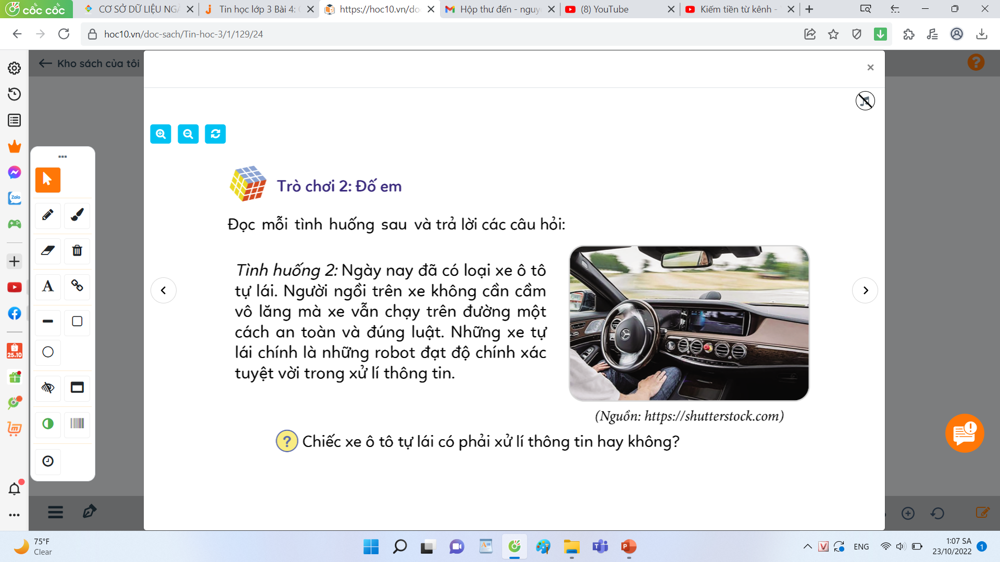 cốc cốc
CƠ SỞ DỮ LIỆU NGÀ
Tin học lớp 3 Bài 4:
https://hoc10.vn/do
Hộp thư đến - nguy
(8) YouTube
Kiếm tiền từ kênh -
hoc10.vn/doc-sach/Tin-hoc-3/1/129/24
Kho sách của tôi
?
Zalo
25.10
A
Trò chơi 2: Đố em
Đọc mỗi tình huống sau và trả lời các câu hỏi:
Tình huống 2: Ngày nay đã có loại xe ô tô
tự lái. Người ngồi trên xe không cần cầm
vô lăng mà xe vẫn chạy trên đường một
cách an toàn và đúng luật. Những xe tự
lái chính là những robot đạt độ chính xác
tuyệt vời trong xử lí thông tin.
(Nguồn: https://shutterstock.com)
? Chiếc xe ô tô tự lái có phải xử lí thông tin hay không?
75°F
Clear
ENG
1:07 SA
23/10/2022
1